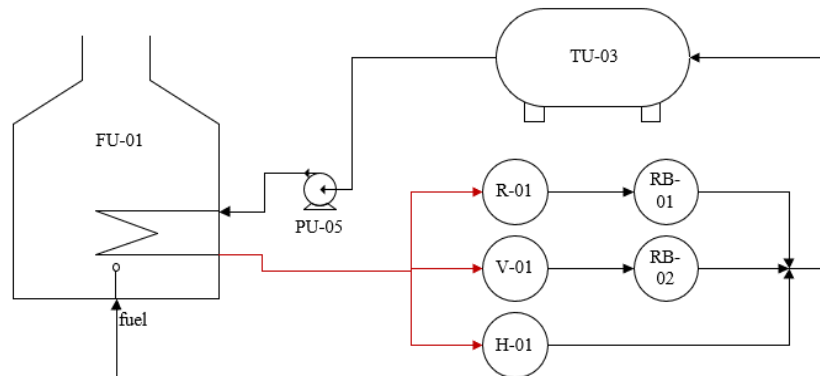 TU-03
FU-01
PU-05
R-01
RB-
01
V-01
RB-
02
H-01
fuel